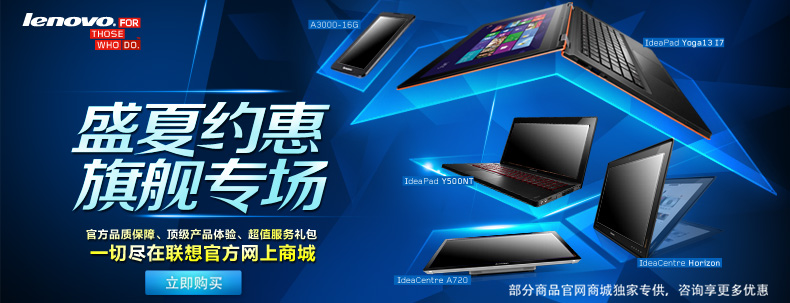 lenovo. FOR
THOSE
WHO DO.
A3000-16G
IdeaPad Yoga13 I7
盛夏约惠
旗舰专场
IdeaPad Y500NT
官方品质保障、顶级产品体验、超值服务礼包
一切尽在联想官方网上商城
IdeaCentre Horizon
IdeaCentre A720
立即购买
部分商品官网商城独家专供，咨询享更多优惠